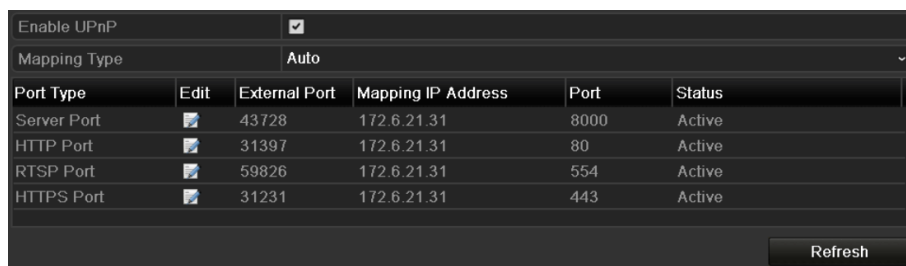 Enable UPnP
Mapping Type Auto
Port Type Edit External Port Mapping IP Address Port Status
Server Port 43728 172.6.21.31 8000 Active
HTTP Port 31397 172.6.21.31 80 Active
RTSP Port 59826 172.6.21.31 554 Active
HTTPS Port 31231 172.6.21.31 443 Active
Refresh